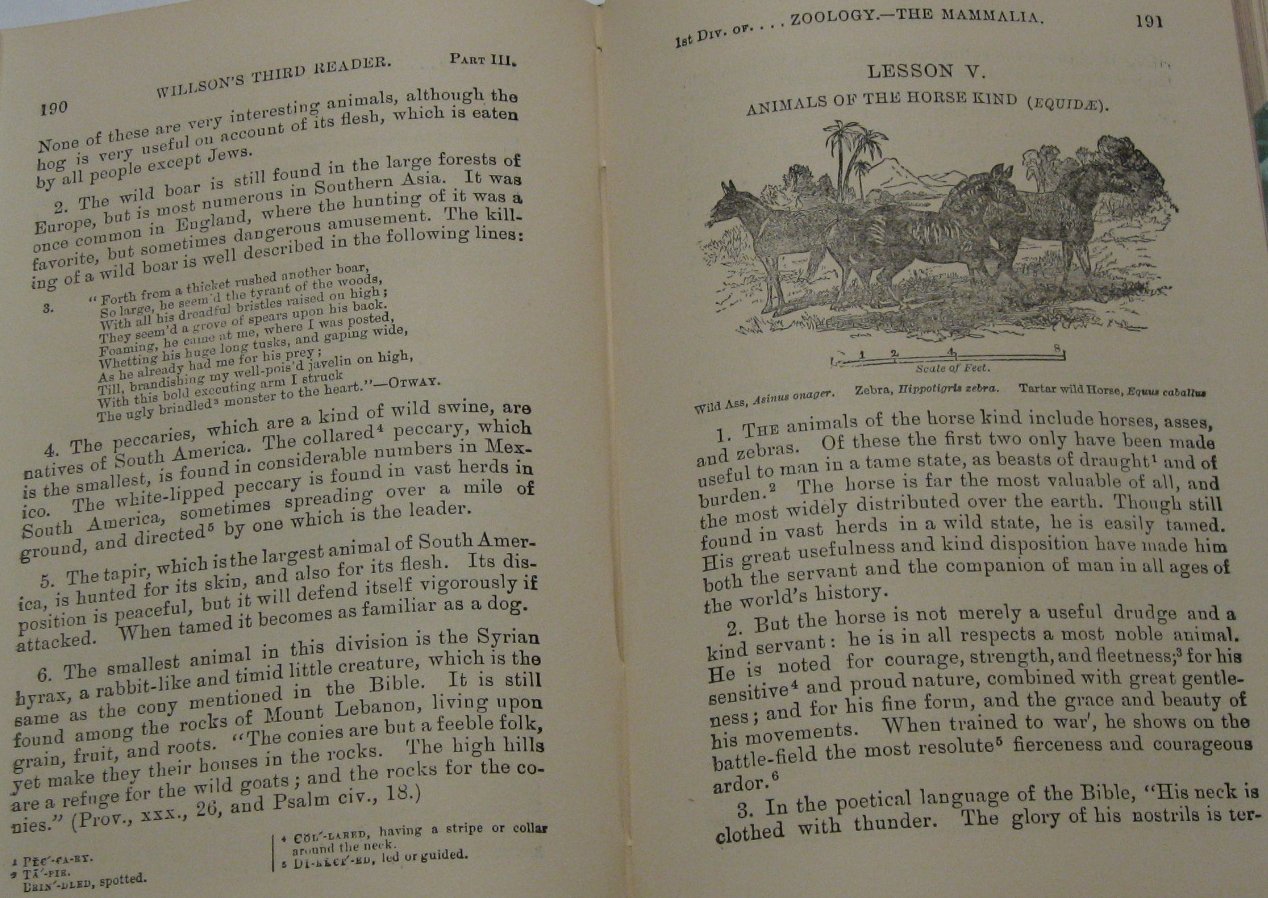 190
WILLSON'S THIRD READER.
PART III.
None of these are very interesting animals, although the
hog is very useful on account of its flesh, which is eaten
by all people except Jews.
2. The wild boar is still found in the large forests of
Europe, but is most numerous in Southern Asia. It was
once common in England, where the hunting of it was a
favorite, but sometimes dangerous amusement. The kill-
ing of a wild boar is well described in the following lines:
3. "Forth from a thicket rushed another boar,
So large, he seem'd the tyrant of the woods,
With all his dreadful bristles raised on high;
They seem'd a grove of spears upon his back.
Foaming, he came at me, where I was posted,
Whetting his huge long tusks, and gaping wide,
As he already had me for his prey;
Till, brandishing my well-pois'd javelin on high,
With this bold executing arm I struck
The ugly brindled³ monster to the heart."—OTWAY.
4. The peccaries, which are a kind of wild swine, are
natives of South America. The collared⁴ peccary, which
is the smallest, is found in considerable numbers in Mex-
ico. The white-lipped peccary is found in vast herds in
South America, sometimes spreading over a mile of
ground, and directed⁵ by one which is the leader.
5. The tapir, which is the largest animal of South Amer-
ica, is hunted for its skin, and also for its flesh. Its dis-
position is peaceful, but it will defend itself vigorously if
attacked. When tamed it becomes as familiar as a dog.
6. The smallest animal in this division is the Syrian
hyrax, a rabbit-like and timid little creature, which is the
same as the cony mentioned in the Bible. It is still
found among the rocks of Mount Lebanon, living upon
grain, fruit, and roots. "The conies are but a feeble folk,
yet make they their houses in the rocks. The high hills
are a refuge for the wild goats; and the rocks for the co-
nies." (Prov., xxx., 26, and Psalm civ., 18.)
¹ PĔC'-CA-RY.
² TĀ'-PIR.
BRIN'-DLED, spotted.
⁴ CŎL'-LARED, having a stripe or collar
around the neck.
⁵ DI-RECT'-ED, led or guided.
1st DIV. OF.... ZOOLOGY.—THE MAMMALIA.
191
LESSON V.
ANIMALS OF THE HORSE KIND (EQUIDÆ).
1 2 4 8
Scale of Feet.
Wild Ass, Asinus onager. Zebra, Hippotigris zebra. Tartar wild Horse, Equus caballus
1. THE animals of the horse kind include horses, asses,
and zebras. Of these the first two only have been made
useful to man in a tame state, as beasts of draught¹ and of
burden.² The horse is far the most valuable of all, and
the most widely distributed over the earth. Though still
found in vast herds in a wild state, he is easily tamed.
His great usefulness and kind disposition have made him
both the servant and the companion of man in all ages of
the world's history.
2. But the horse is not merely a useful drudge and a
kind servant: he is in all respects a most noble animal.
He is noted for courage, strength, and fleetness;³ for his
sensitive⁴ and proud nature, combined with great gentle-
ness; and for his fine form, and the grace and beauty of
his movements. When trained to war', he shows on the
battle-field the most resolute⁵ fierceness and courageous
ardor.⁶
3. In the poetical language of the Bible, "His neck is
clothed with thunder. The glory of his nostrils is ter-